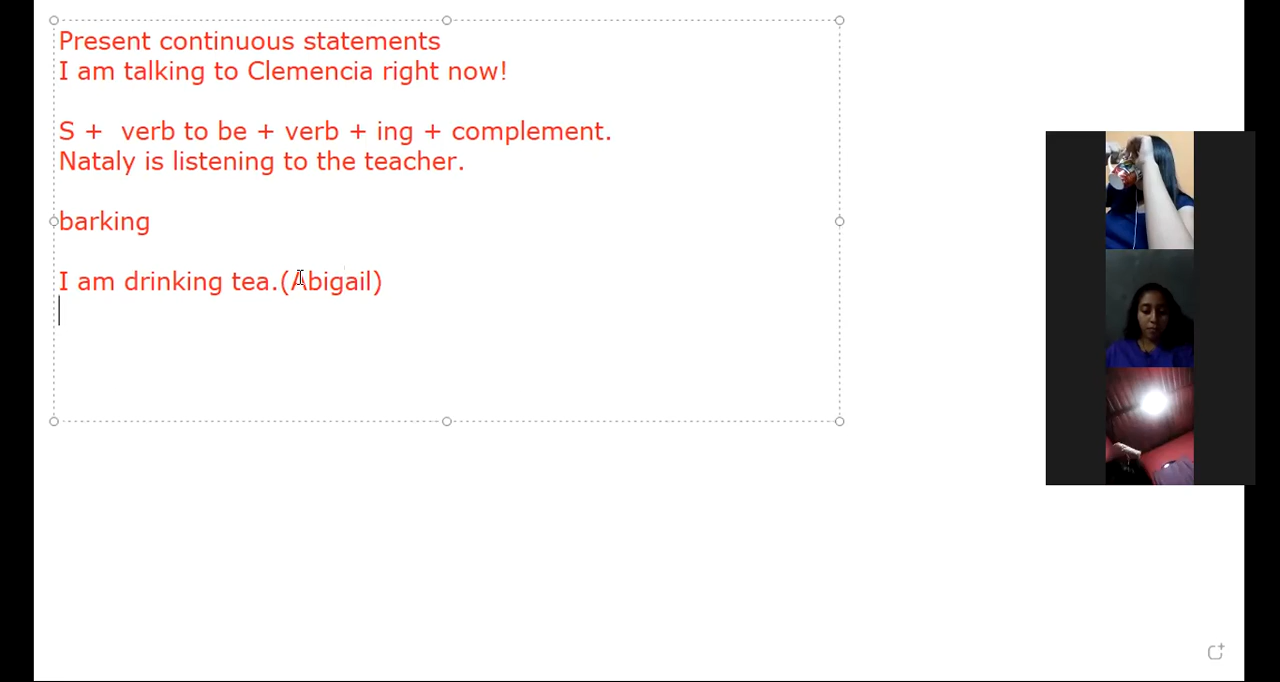 Present continuous statements
I am talking to Clemencia right now!
S +  verb to be + verb + ing + complement.
Nataly is listening to the teacher.
barking
I am drinking tea.(Abigail)